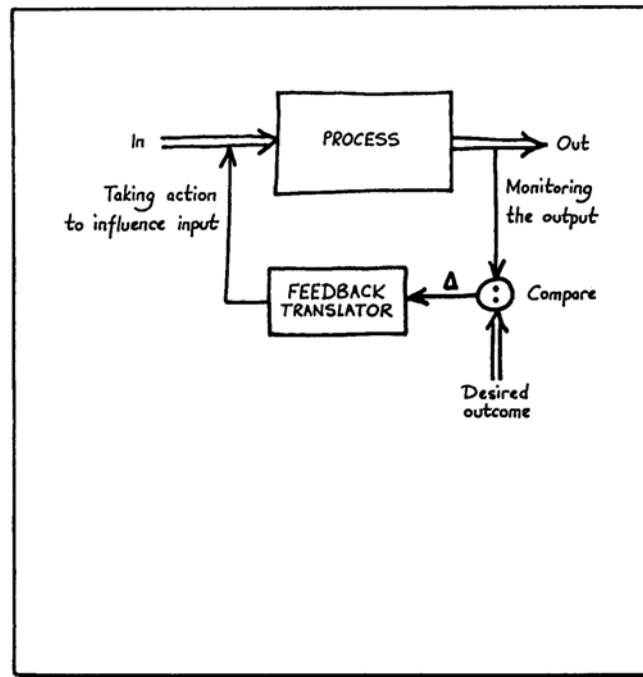 In
PROCESS
Out
Taking action
to influence input
Monitoring
the output
FEEDBACK
TRANSLATOR
Δ
:
Compare
Desired
outcome